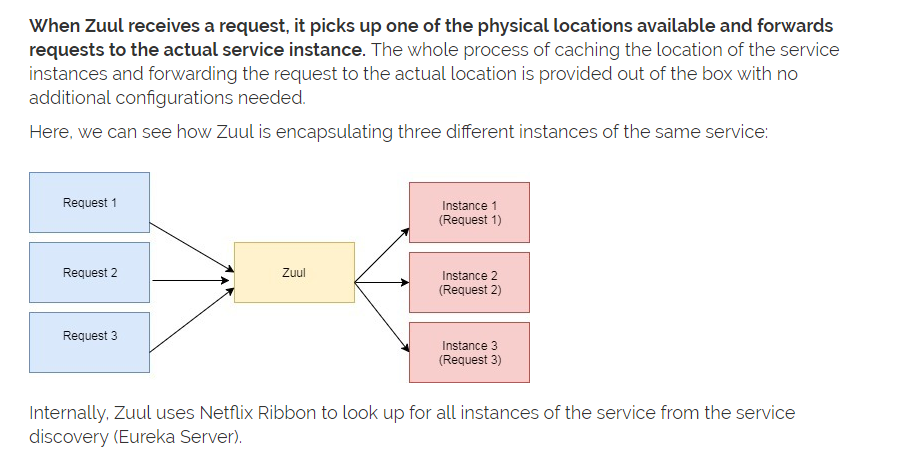 When Zuul receives a request, it picks up one of the physical locations available and forwards
requests to the actual service instance. The whole process of caching the location of the service
instances and forwarding the request to the actual location is provided out of the box with no
additional configurations needed.
Here, we can see how Zuul is encapsulating three different instances of the same service:
Request 1
Request 2
Request 3
Zuul
Instance 1
(Request 1)
Instance 2
(Request 2)
Instance 3
(Request 3)
Internally, Zuul uses Netflix Ribbon to look up for all instances of the service from the service
discovery (Eureka Server).